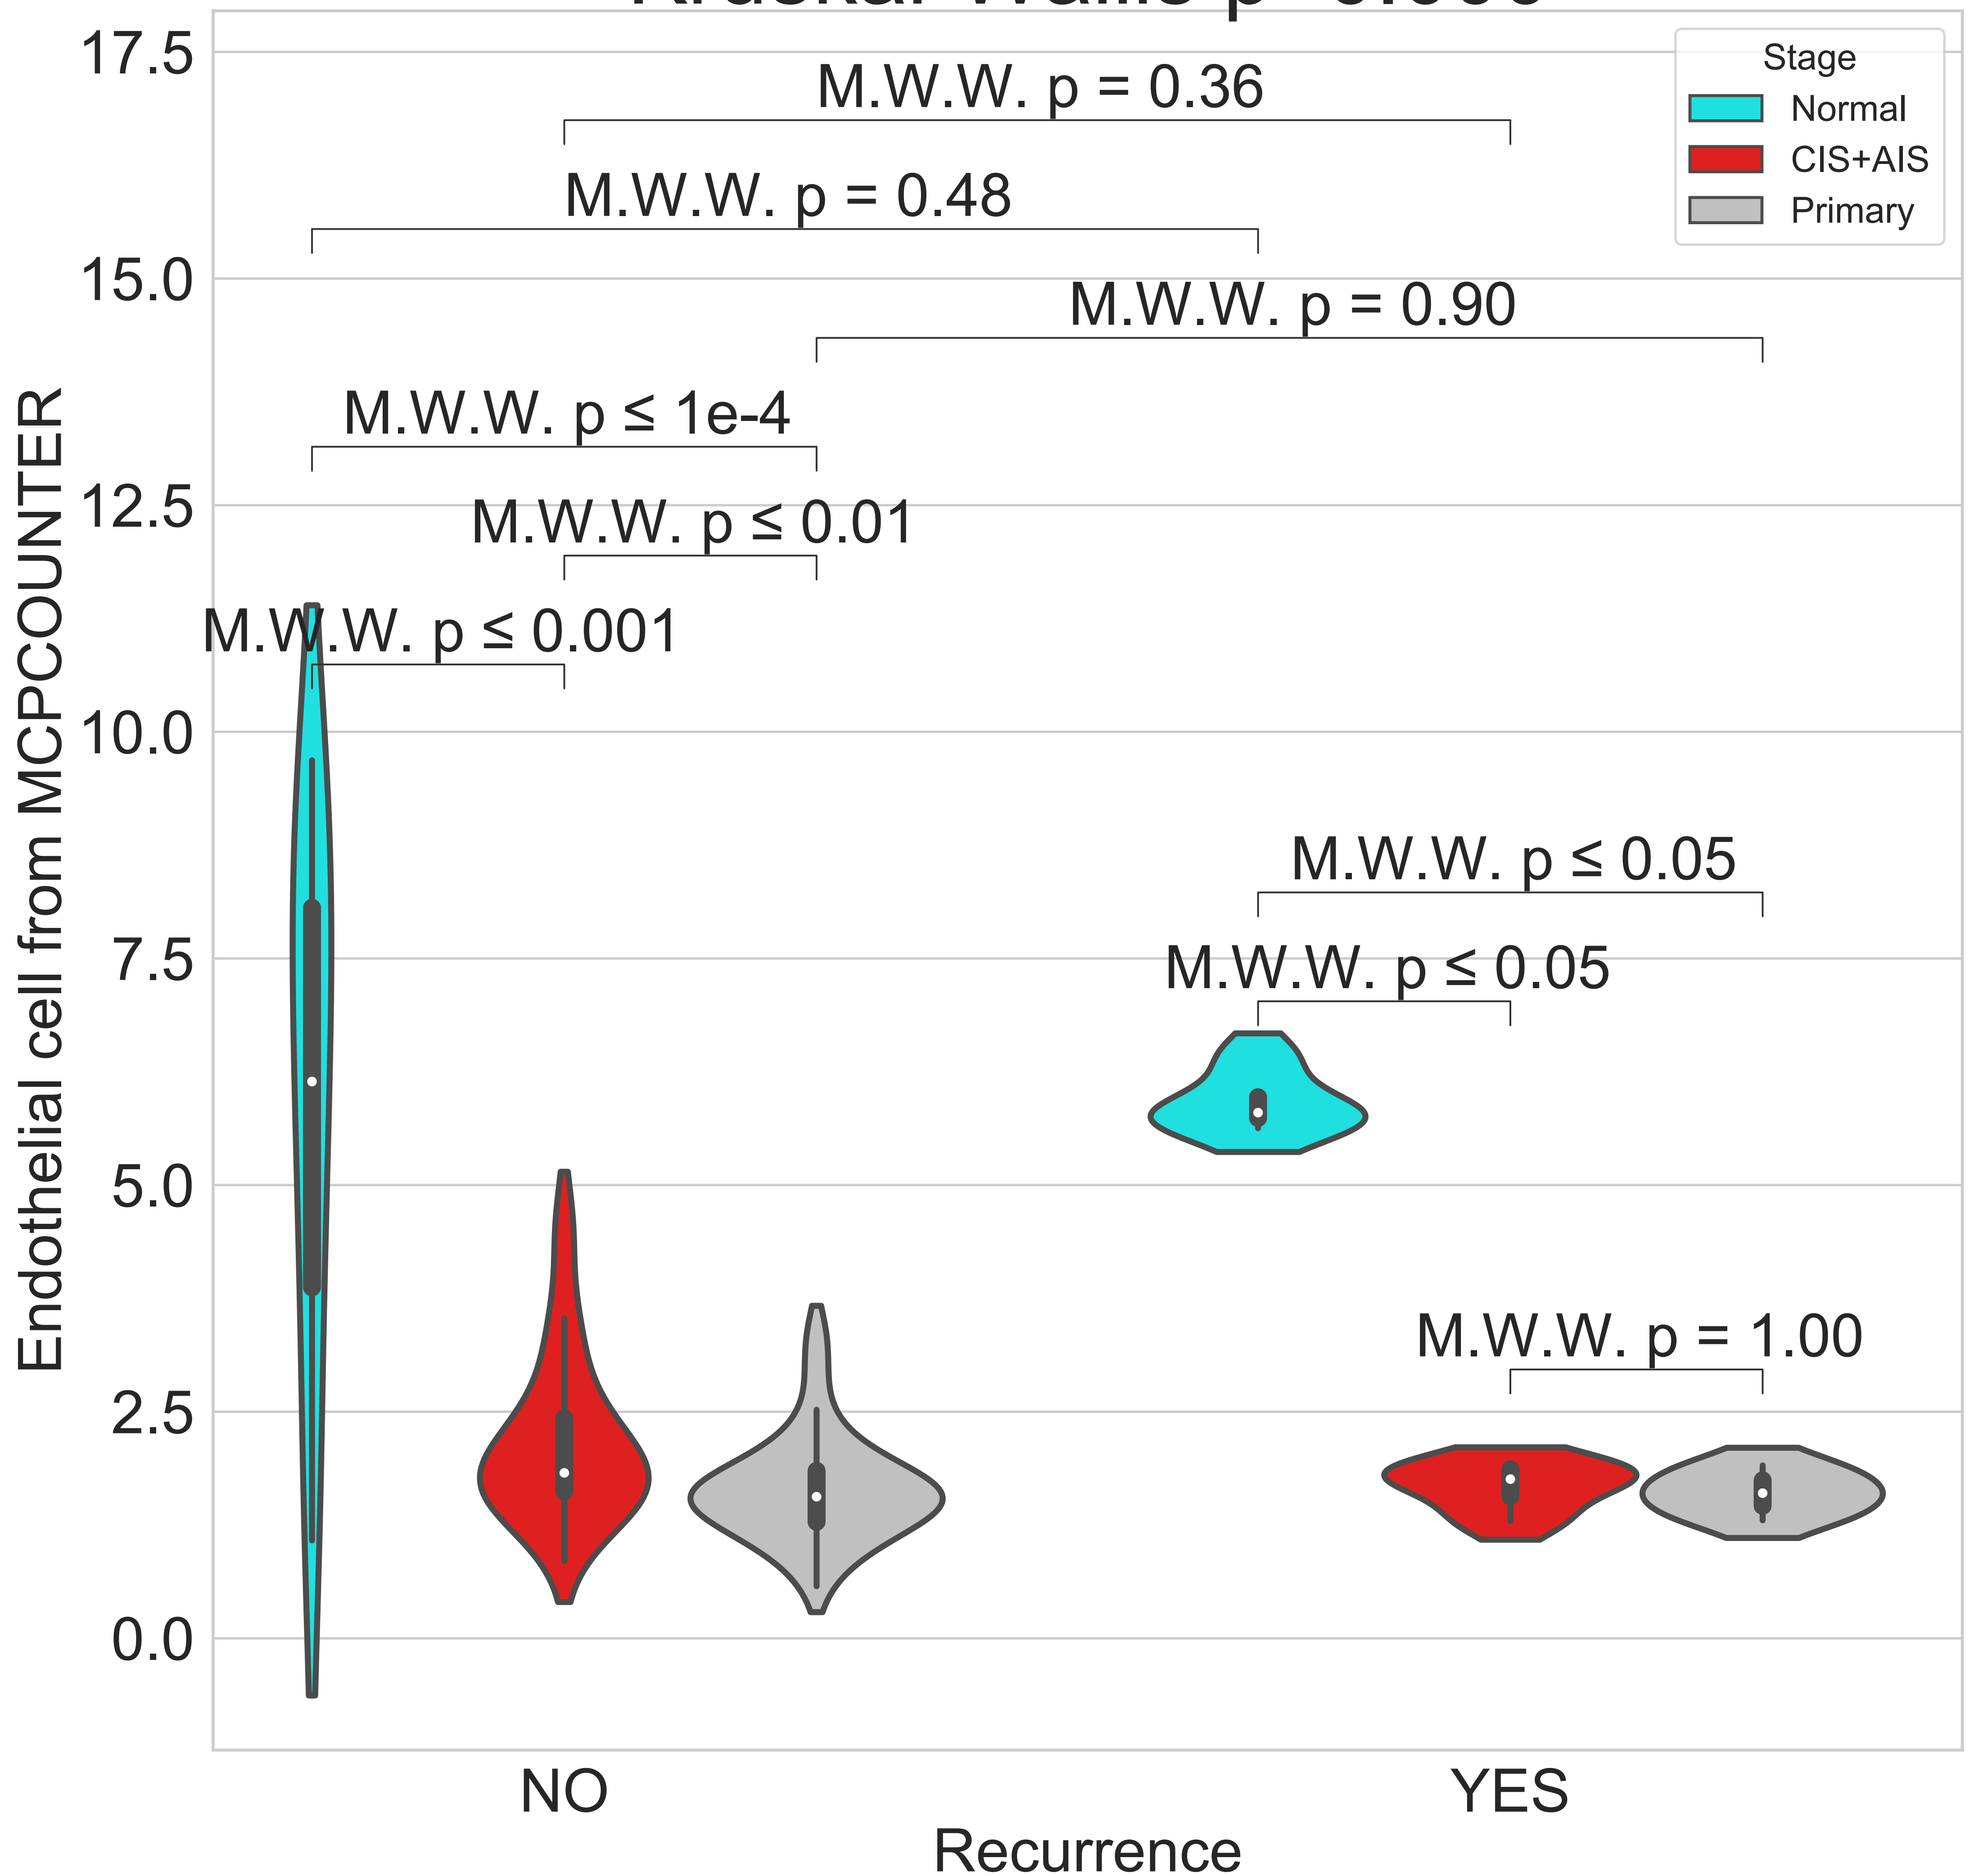 17.5
15.0
12.5
10.0
7.5
5.0
2.5
0.0
Endothelial cell from MCPCOUNTER
Stage
Normal
CIS+AIS
Primary
M.W.W. p = 0.36
M.W.W. p = 0.48
M.W.W. p = 0.90
M.W.W. p ≤ 1e-4
M.W.W. p ≤ 0.01
M.W.W. p ≤ 0.001
M.W.W. p ≤ 0.05
M.W.W. p ≤ 0.05
M.W.W. p = 1.00
NO
YES
Recurrence